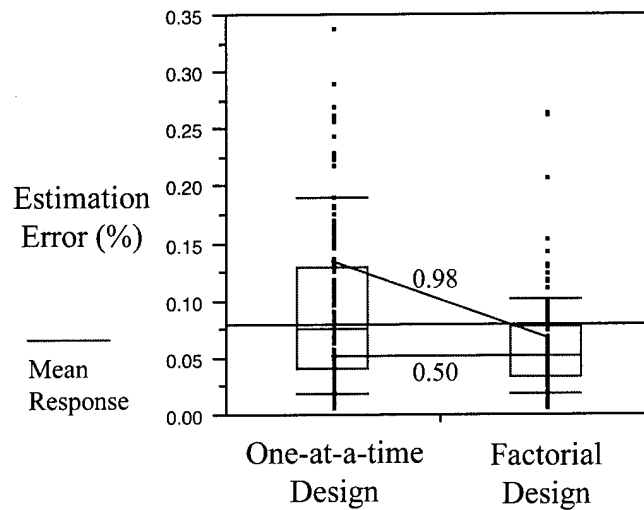 0.35
0.30
0.25
0.20
0.15
0.10
0.05
0.00
Estimation
Error (%)
Mean
Response
0.98
0.50
One-at-a-time
Design
Factorial
Design